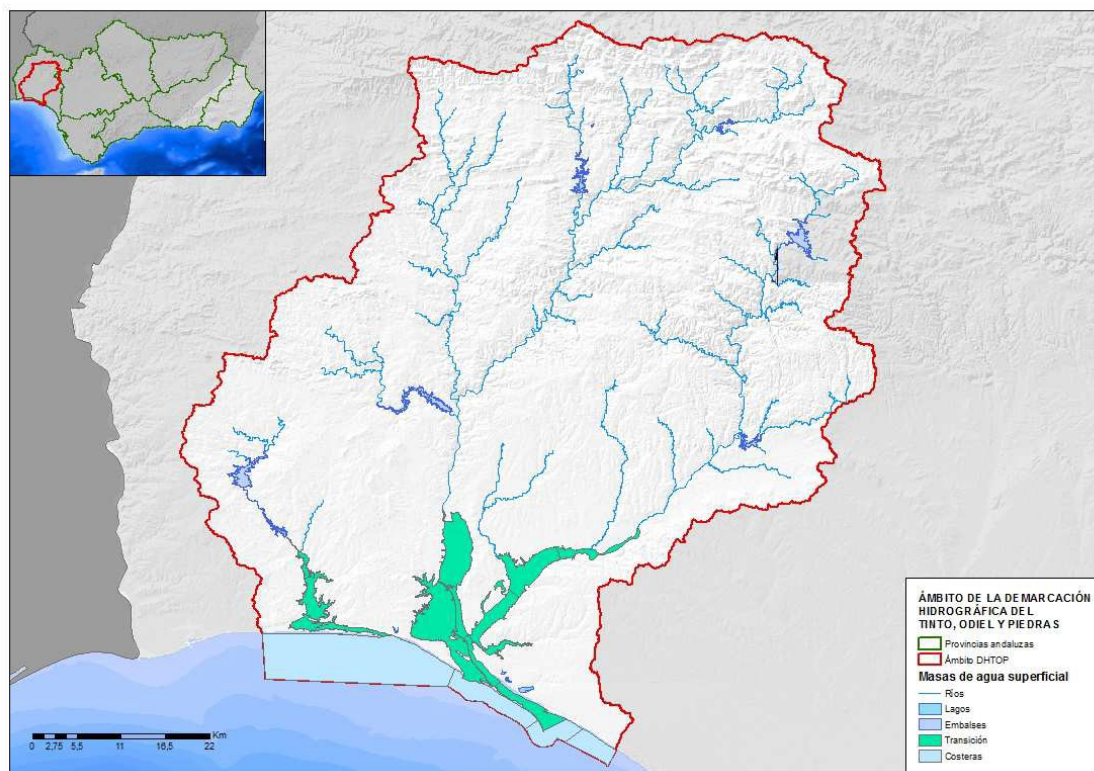 ÁMBITO DE LA DEMARCACIÓN
HIDROGRÁFICA DEL
TINTO, ODIEL Y PIEDRAS
Provincias andaluzas
Ámbito DHTOP
Masas de agua superficial
Ríos
Lagos
Embalses
Transición
Costeras
Km
0 2,75 5,5 11 16,5 22